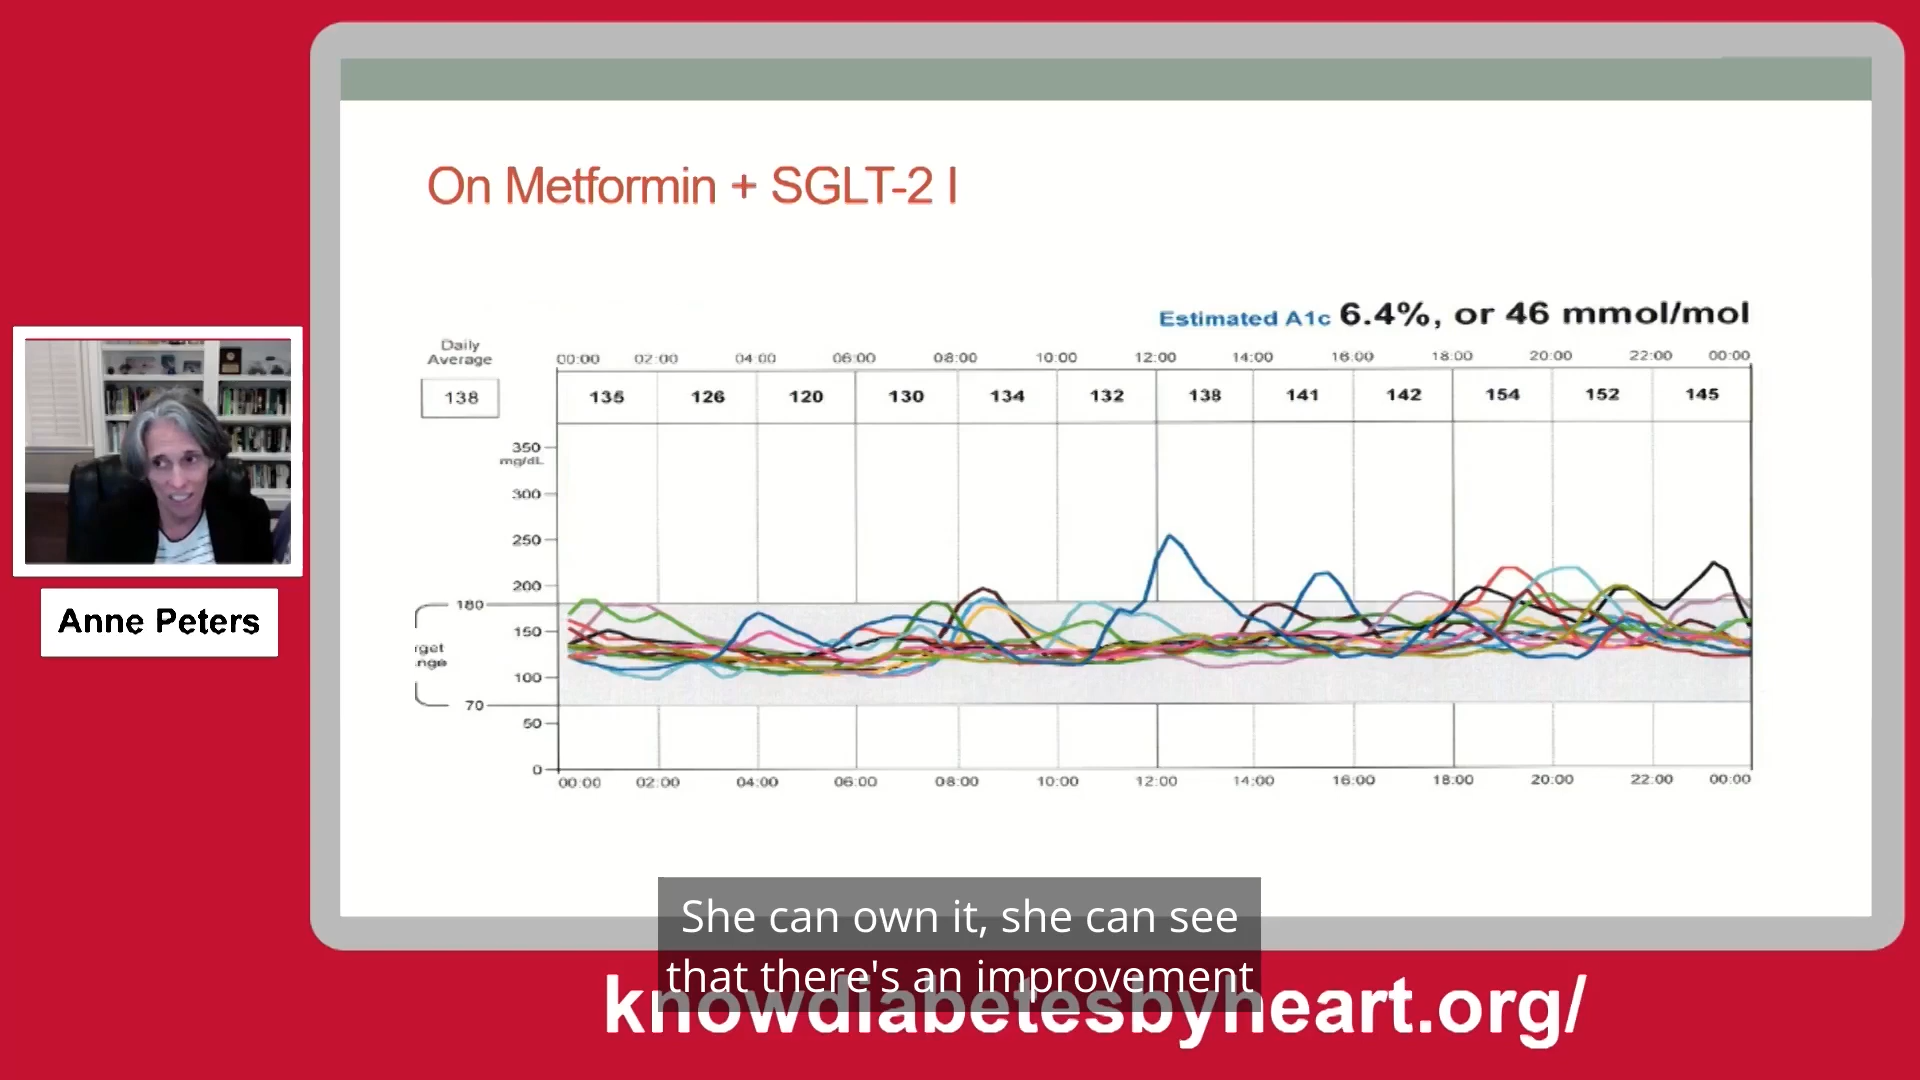 On Metformin + SGLT-2 I
Estimated A1c 6.4%, or 46 mmol/mol
Daily
Average
138
00:00 02:00 04:00 06:00 08:00 10:00 12:00 14:00 16:00 18:00 20:00 22:00 00:00
135 126 120 130 134 132 138 141 142 154 152 145
350
mg/dL
300
250
200
180
150
rget
nge
100
70
50
0
00:00 02:00 04:00 06:00 08:00 10:00 12:00 14:00 16:00 18:00 20:00 22:00 00:00
Anne Peters
She can own it, she can see
that there's an improvement
knowdiabetesbyheart.org/